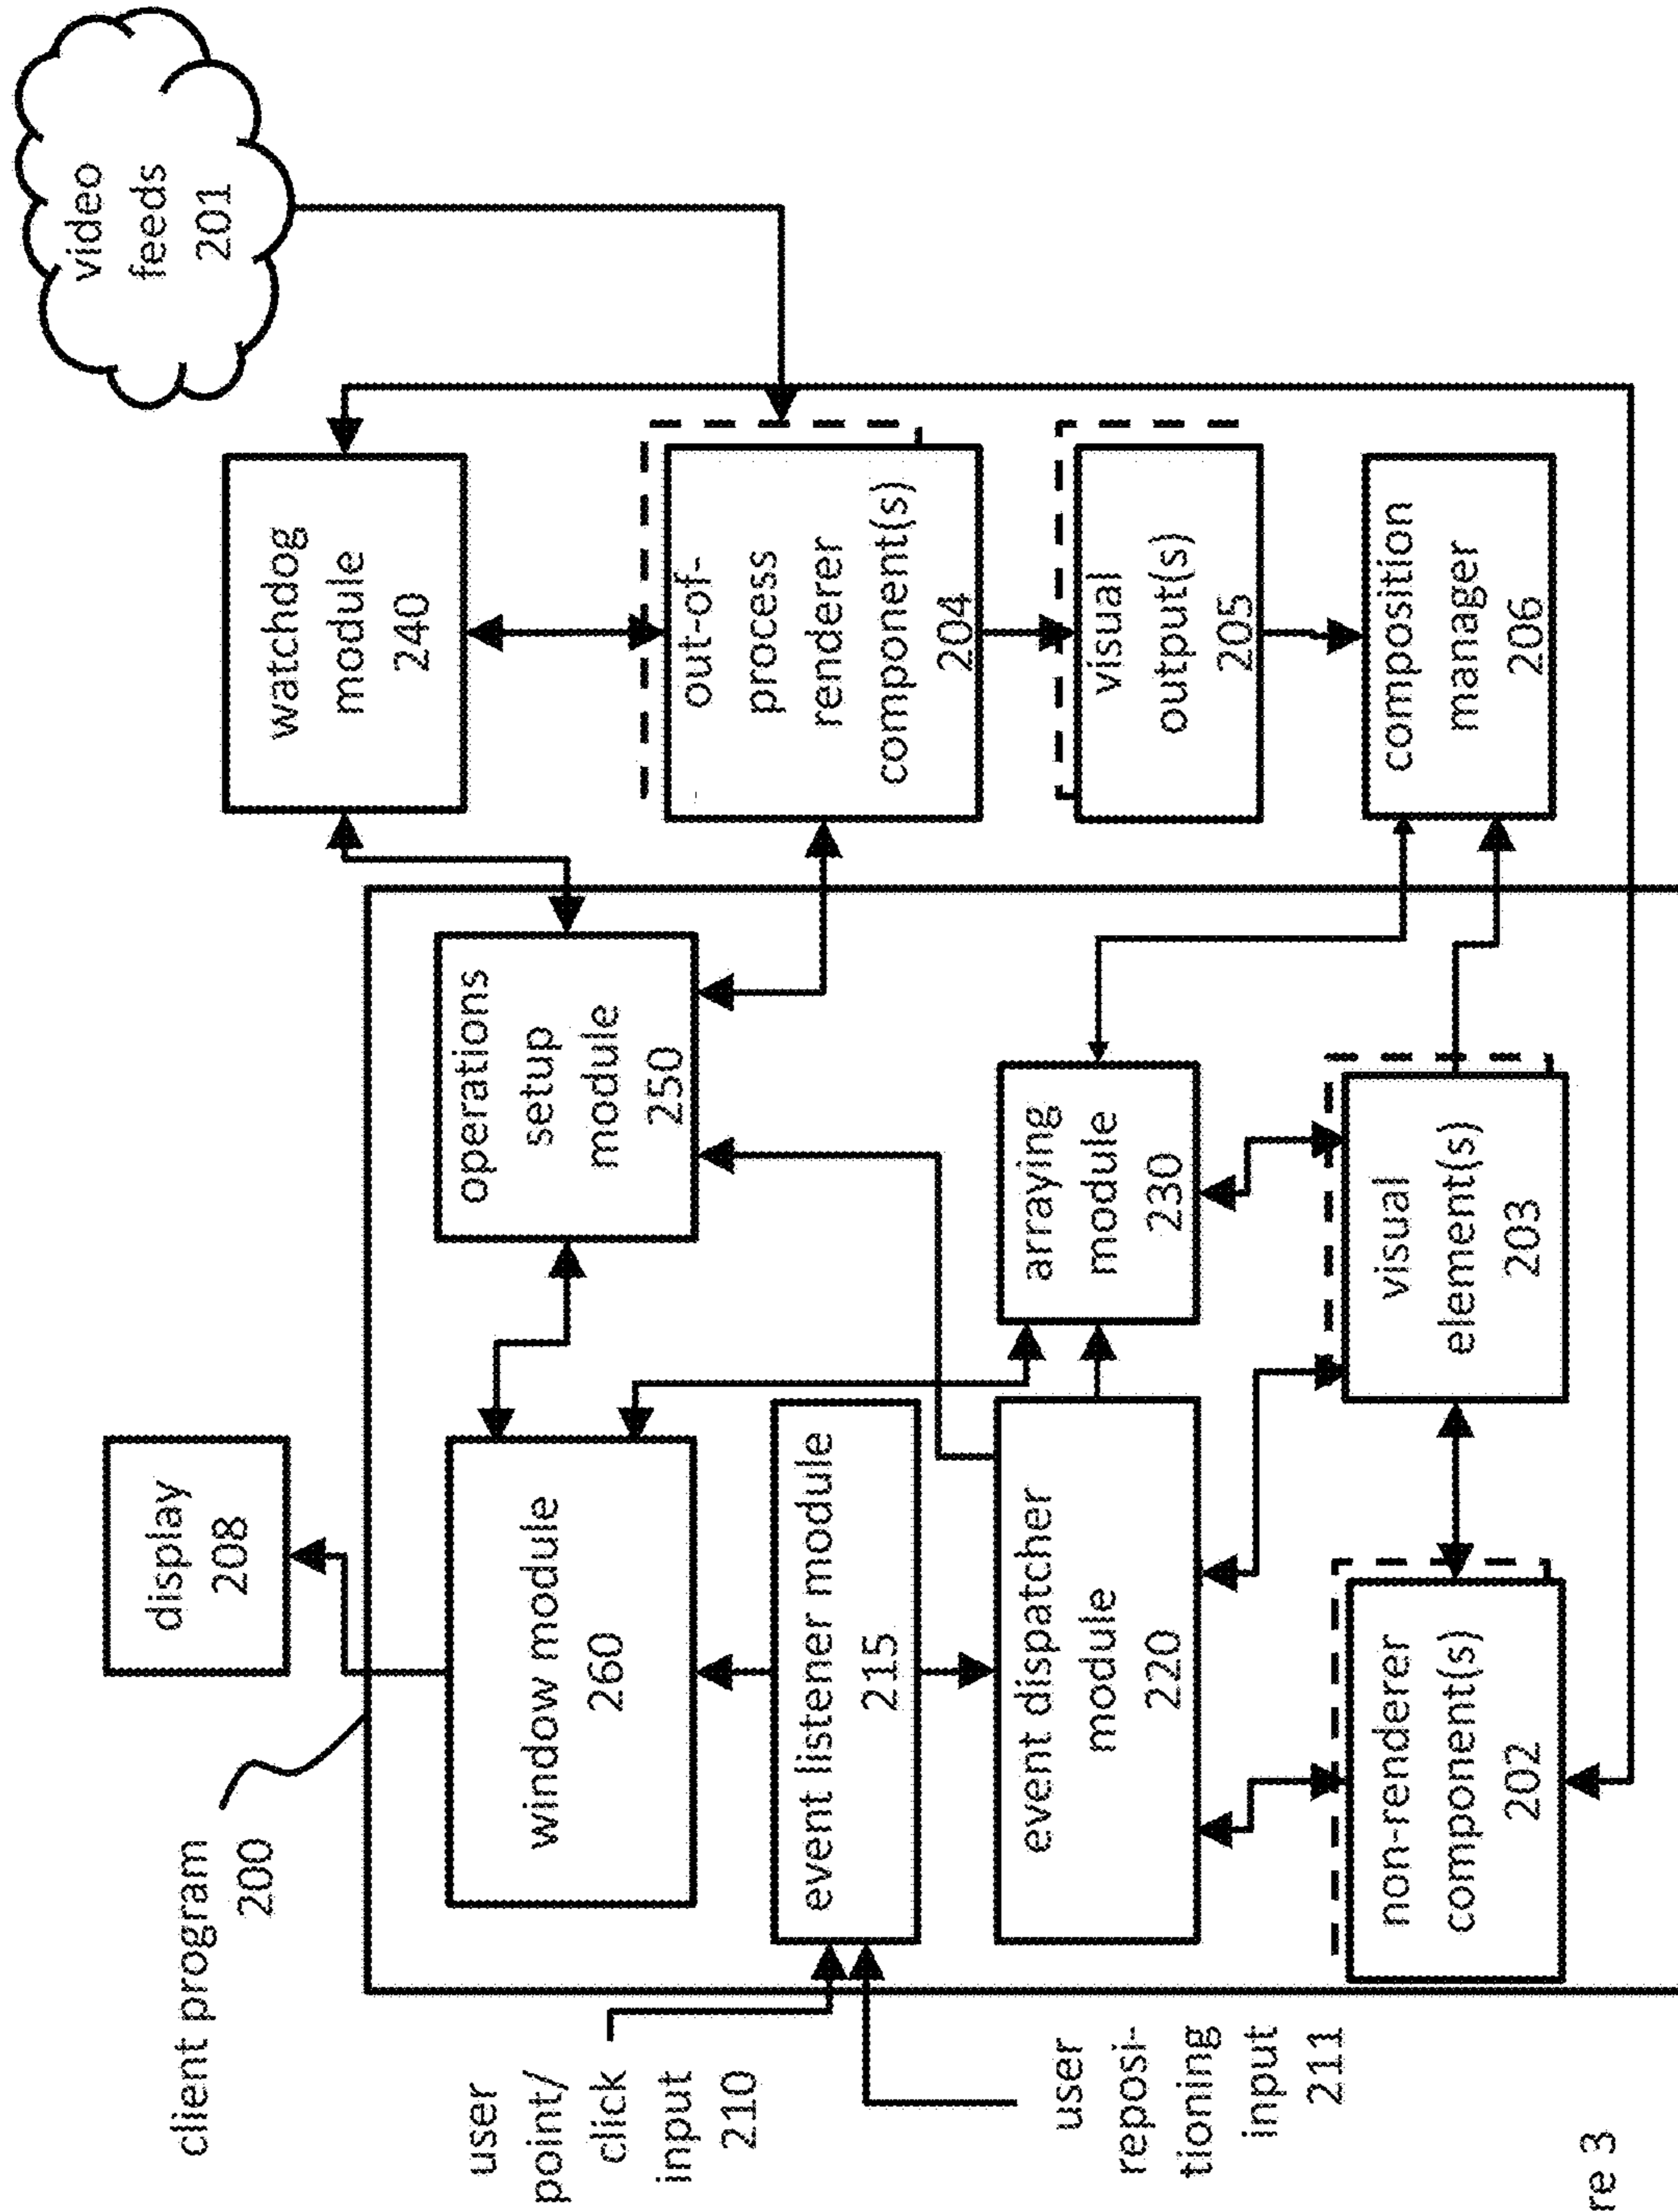 client program
200
display
208
video
feeds
201
user
point/
click
input
210
user
reposi-
tioning
input
211
window module
260
operations
setup
module
250
watchdog
module
240
event listener module
215
out-of-
process
renderer
component(s)
204
event dispatcher
module
220
arraying
module
230
visual
output(s)
205
non-renderer
component(s)
202
visual
element(s)
203
composition
manager
206
re 3